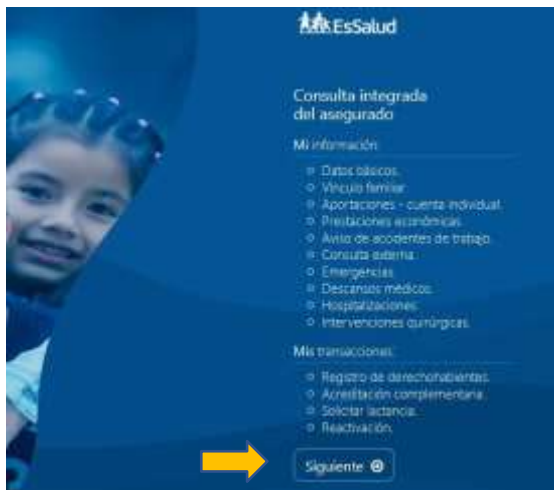 EsSalud
Consulta integrada
del asegurado
Mi información:
Datos básicos.
Vínculo familiar.
Aportaciones - cuenta individual.
Prestaciones económicas.
Aviso de accidentes de trabajo.
Consulta externa.
Emergencias.
Descansos médicos.
Hospitalizaciones.
Intervenciones quirúrgicas.
Mis transacciones:
Registro de derechohabientes.
Acreditación complementaria.
Solicitar lactancia.
Reactivación.
Siguiente